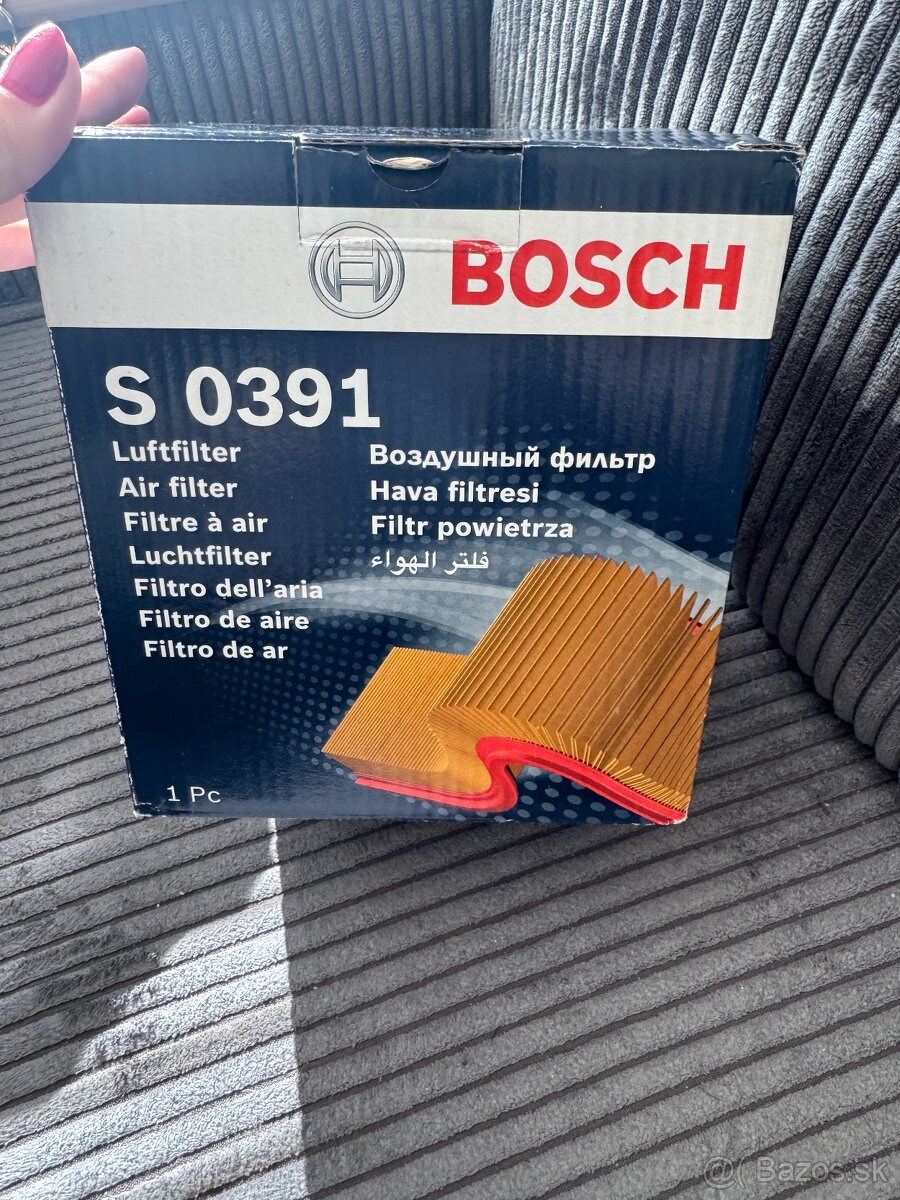 BOSCH
S 0391
Luftfilter
Air filter
Filtre à air
Luchtfilter
Filtro dell'aria
Filtro de aire
Filtro de ar
Воздушный фильтр
Hava filtresi
Filtr powietrza
فلتر الهواء
1 Pc
@ Bazos.sk